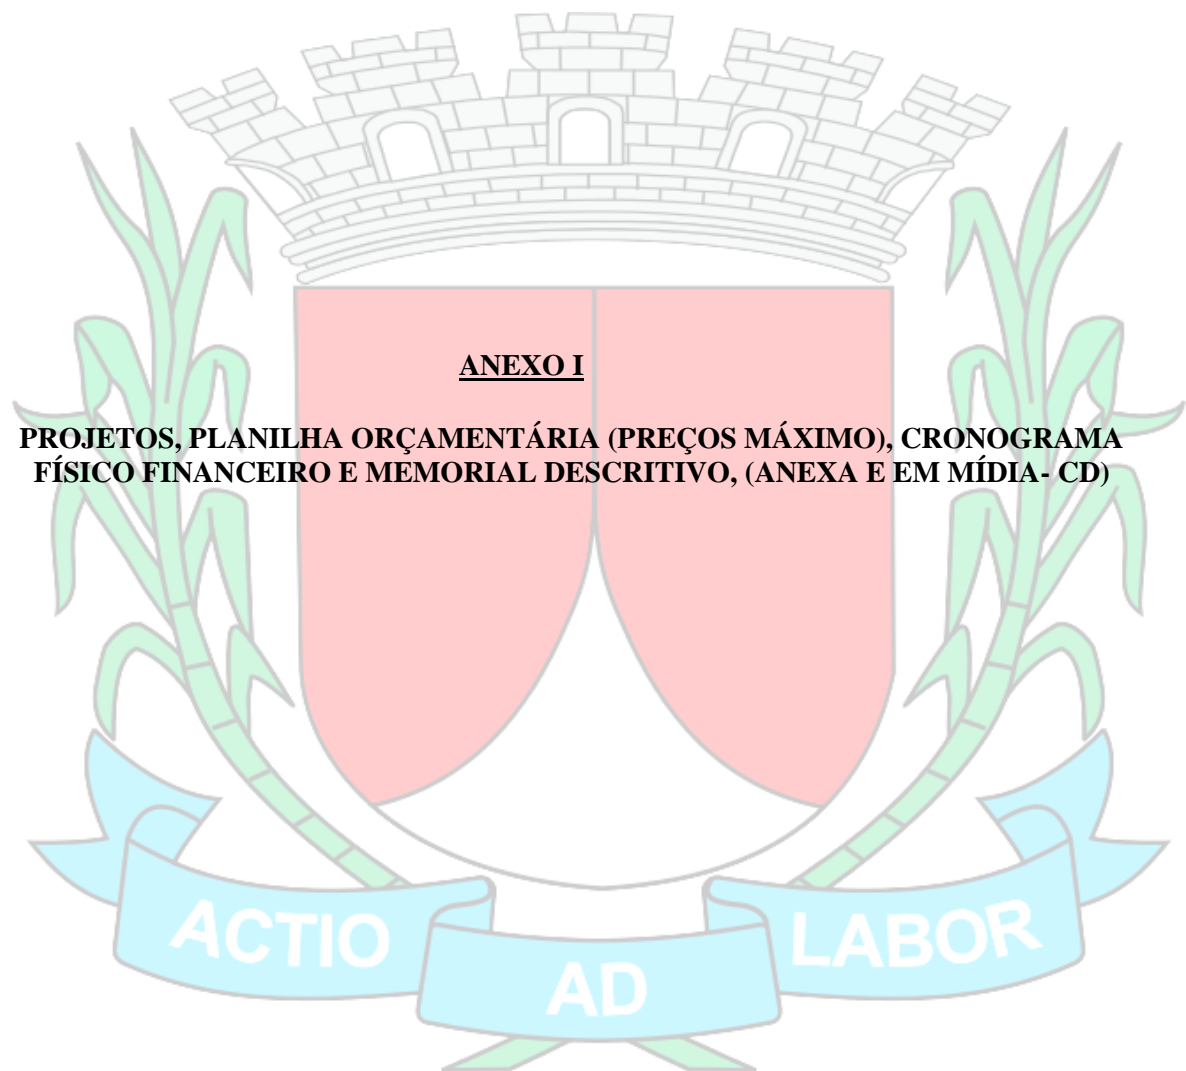 ANEXO I
PROJETOS, PLANILHA ORÇAMENTÁRIA (PREÇOS MÁXIMO), CRONOGRAMA
FÍSICO FINANCEIRO E MEMORIAL DESCRITIVO, (ANEXA E EM MÍDIA- CD)
ACTIO
AD
LABOR